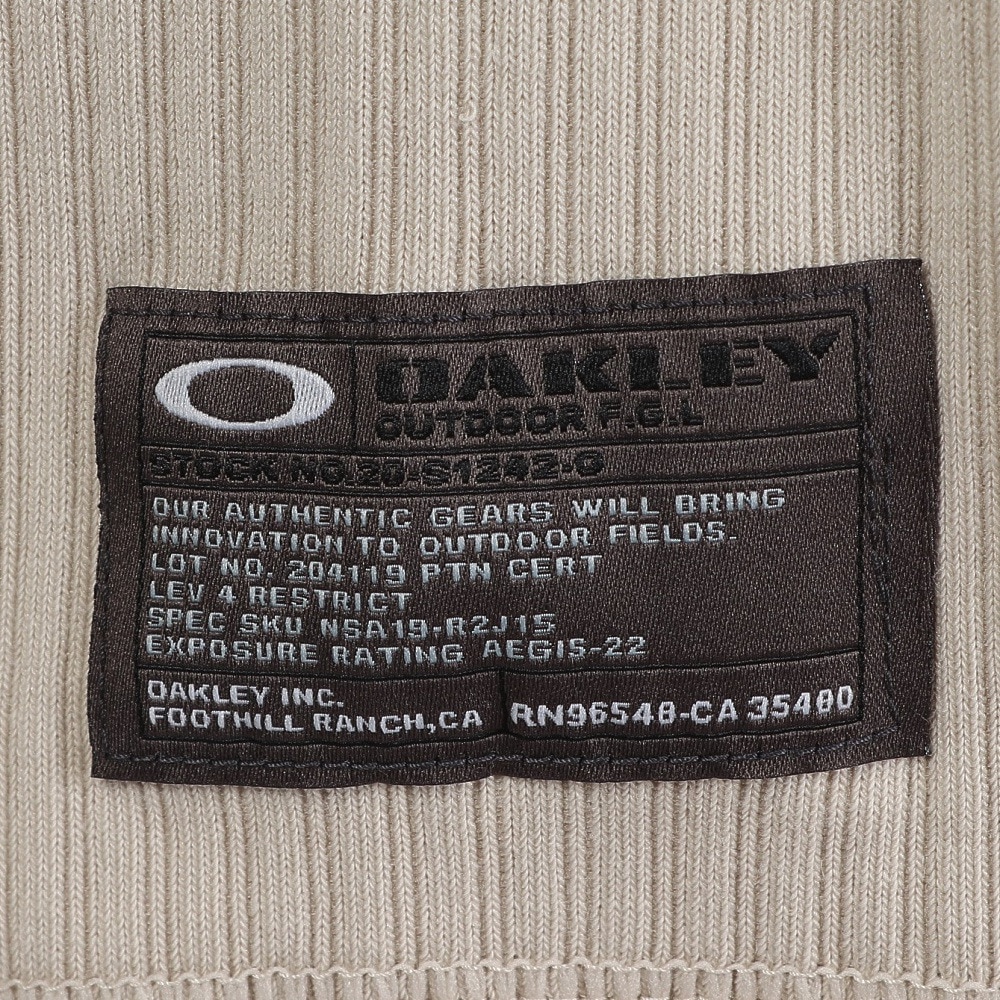 OAKLEY
OUTDOOR F.G.L
STOCK NO.20-S1242-0
OUR AUTHENTIC GEARS WILL BRING
INNOVATION TO OUTDOOR FIELDS.
LOT NO. 204119 PTN CERT
LEV 4 RESTRICT
SPEC SKU NSA19-R2J15
EXPOSURE RATING AEGIS-22
OAKLEY INC.
FOOTHILL RANCH,CA
RN96548-CA 35480